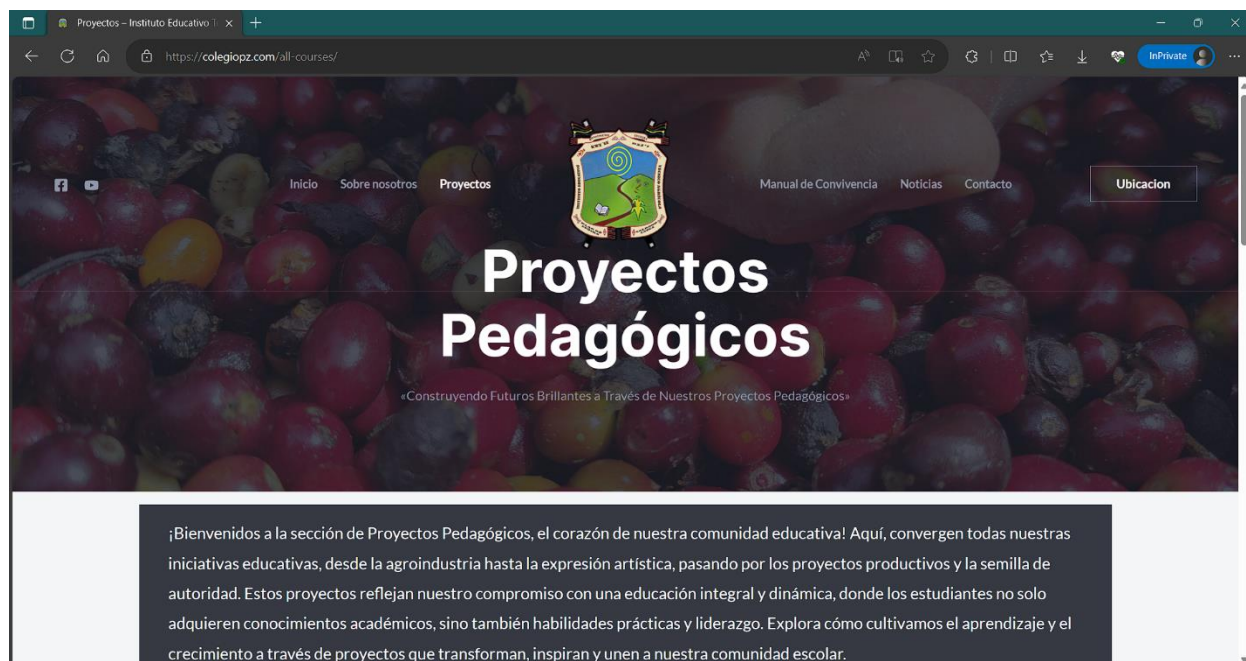 Proyectos – Instituto Educativo T
https://colegiopz.com/all-courses/
InPrivate
Inicio Sobre nosotros Proyectos
Manual de Convivencia Noticias Contacto
Ubicacion
Proyectos
Pedagógicos
«Construyendo Futuros Brillantes a Través de Nuestros Proyectos Pedagógicos»
¡Bienvenidos a la sección de Proyectos Pedagógicos, el corazón de nuestra comunidad educativa! Aquí, convergen todas nuestras
iniciativas educativas, desde la agroindustria hasta la expresión artística, pasando por los proyectos productivos y la semilla de
autoridad. Estos proyectos reflejan nuestro compromiso con una educación integral y dinámica, donde los estudiantes no solo
adquieren conocimientos académicos, sino también habilidades prácticas y liderazgo. Explora cómo cultivamos el aprendizaje y el
crecimiento a través de proyectos que transforman, inspiran y unen a nuestra comunidad escolar.